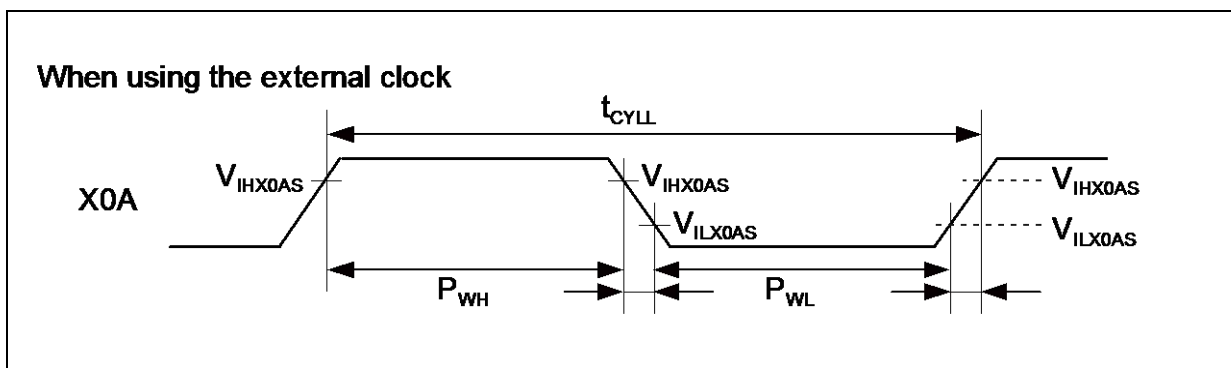 When using the external clock
tCYLL
VIHX0AS
VIHX0AS
VIHX0AS
X0A
VILX0AS
VILX0AS
PWH
PWL